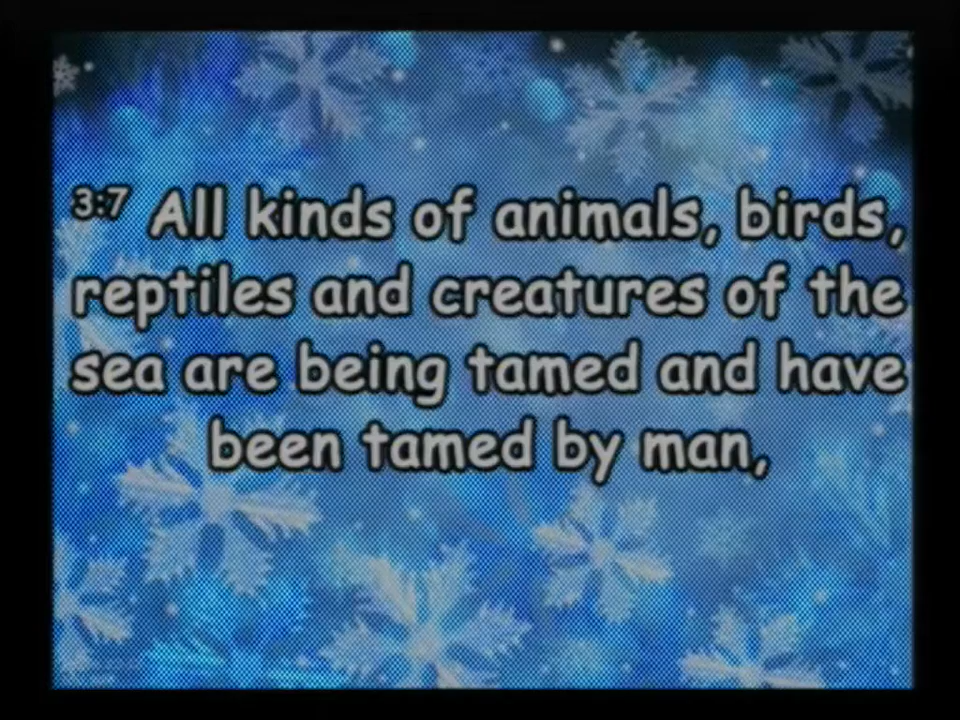 3:7 All kinds of animals, birds,
reptiles and creatures of the
sea are being tamed and have
been tamed by man,